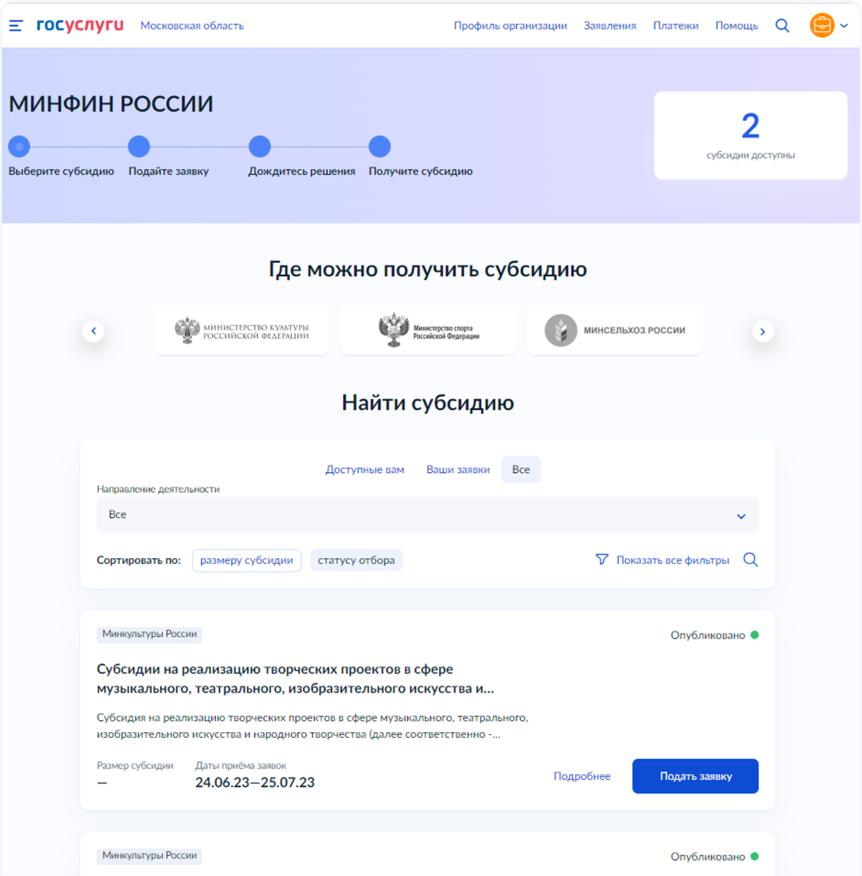 госуслуги
Московская область
Профиль организации
Заявления
Платежи
Помощь
МИНФИН РОССИИ
Выберите субсидию
Подайте заявку
Дождитесь решения
Получите субсидию
2
субсидии доступны
Где можно получить субсидию
МИНИСТЕРСТВО КУЛЬТУРЫ
РОССИЙСКОЙ ФЕДЕРАЦИИ
Министерство спорта
Российской Федерации
МИНСЕЛЬХОЗ РОССИИ
Найти субсидию
Доступные вам
Ваши заявки
Все
Направление деятельности
Все
Сортировать по:
размеру субсидии
статусу отбора
Показать все фильтры
Минкультуры России
Опубликовано
Субсидии на реализацию творческих проектов в сфере
музыкального, театрального, изобразительного искусства и...
Субсидия на реализацию творческих проектов в сфере музыкального, театрального,
изобразительного искусства и народного творчества (далее соответственно -...
Размер субсидии
—
Даты приёма заявок
24.06.23—25.07.23
Подробнее
Подать заявку
Минкультуры России
Опубликовано